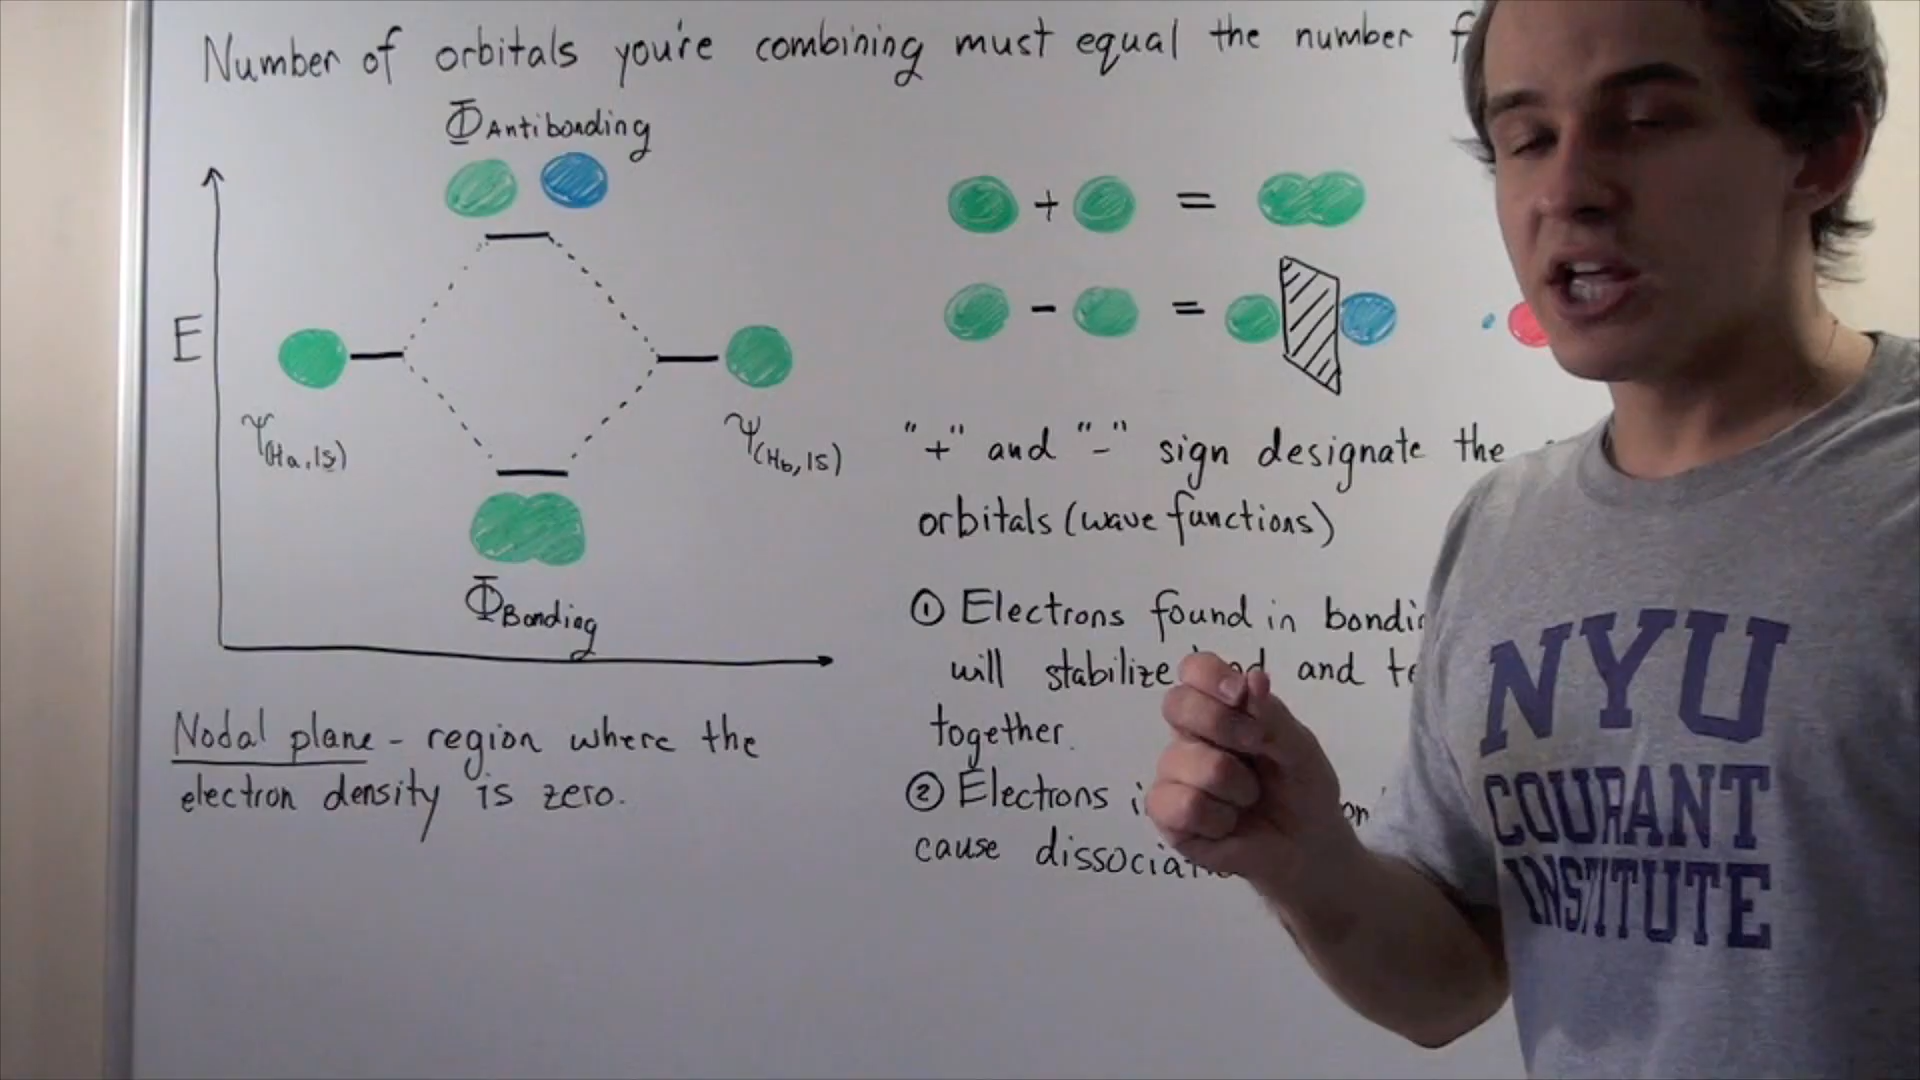 Number of orbitals you're combining must equal the number f
Φ Antibonding
E
Ψ(Ha,1s)
Ψ(Hb,1S)
Φ Bonding
Nodal plane - region where the
electron density is zero.
+ =
- =
"+" and "-" sign designate the
orbitals (wave functions)
① Electrons found in bondi
will stabilize and te
together.
② Electrons i
cause dissociat
NYU
COURANT
INSTITUTE